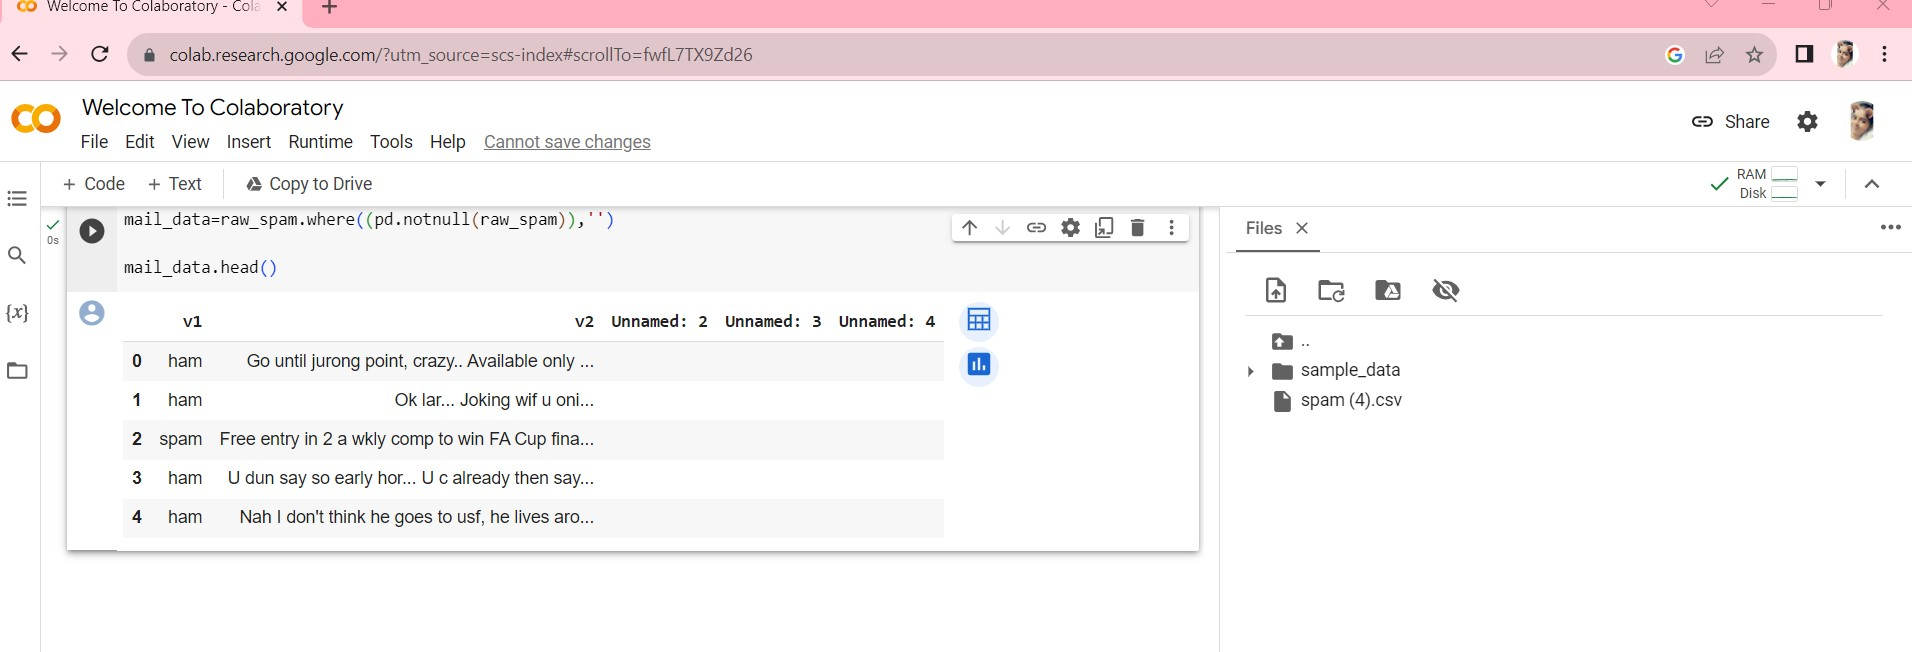 Welcome To Colaboratory - Cola
colab.research.google.com/?utm_source=scs-index#scrollTo=fwfL7TX9Zd26
Welcome To Colaboratory
File Edit View Insert Runtime Tools Help Cannot save changes
Share
+ Code + Text Copy to Drive
RAM
Disk
0s
mail_data=raw_spam.where((pd.notnull(raw_spam)),'')
mail_data.head()
v1 v2 Unnamed: 2 Unnamed: 3 Unnamed: 4
0 ham Go until jurong point, crazy.. Available only ...
1 ham Ok lar... Joking wif u oni...
2 spam Free entry in 2 a wkly comp to win FA Cup fina...
3 ham U dun say so early hor... U c already then say...
4 ham Nah I don't think he goes to usf, he lives aro...
{x}
Files
..
sample_data
spam (4).csv